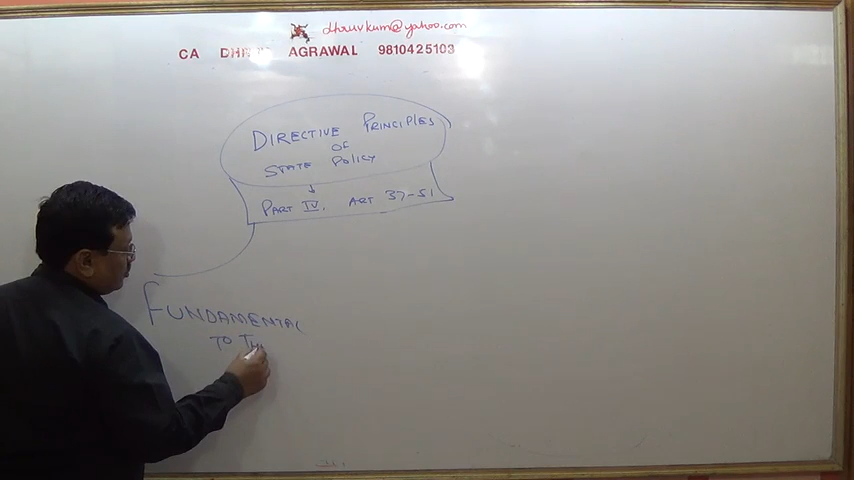 dhruvkum@yahoo.com
CA AGRAWAL 9810425103
DIRECTIVE PRINCIPLES
OF
STATE POLICY
PART IV. ART 37-51
FUNDAMENTAL
TO TH